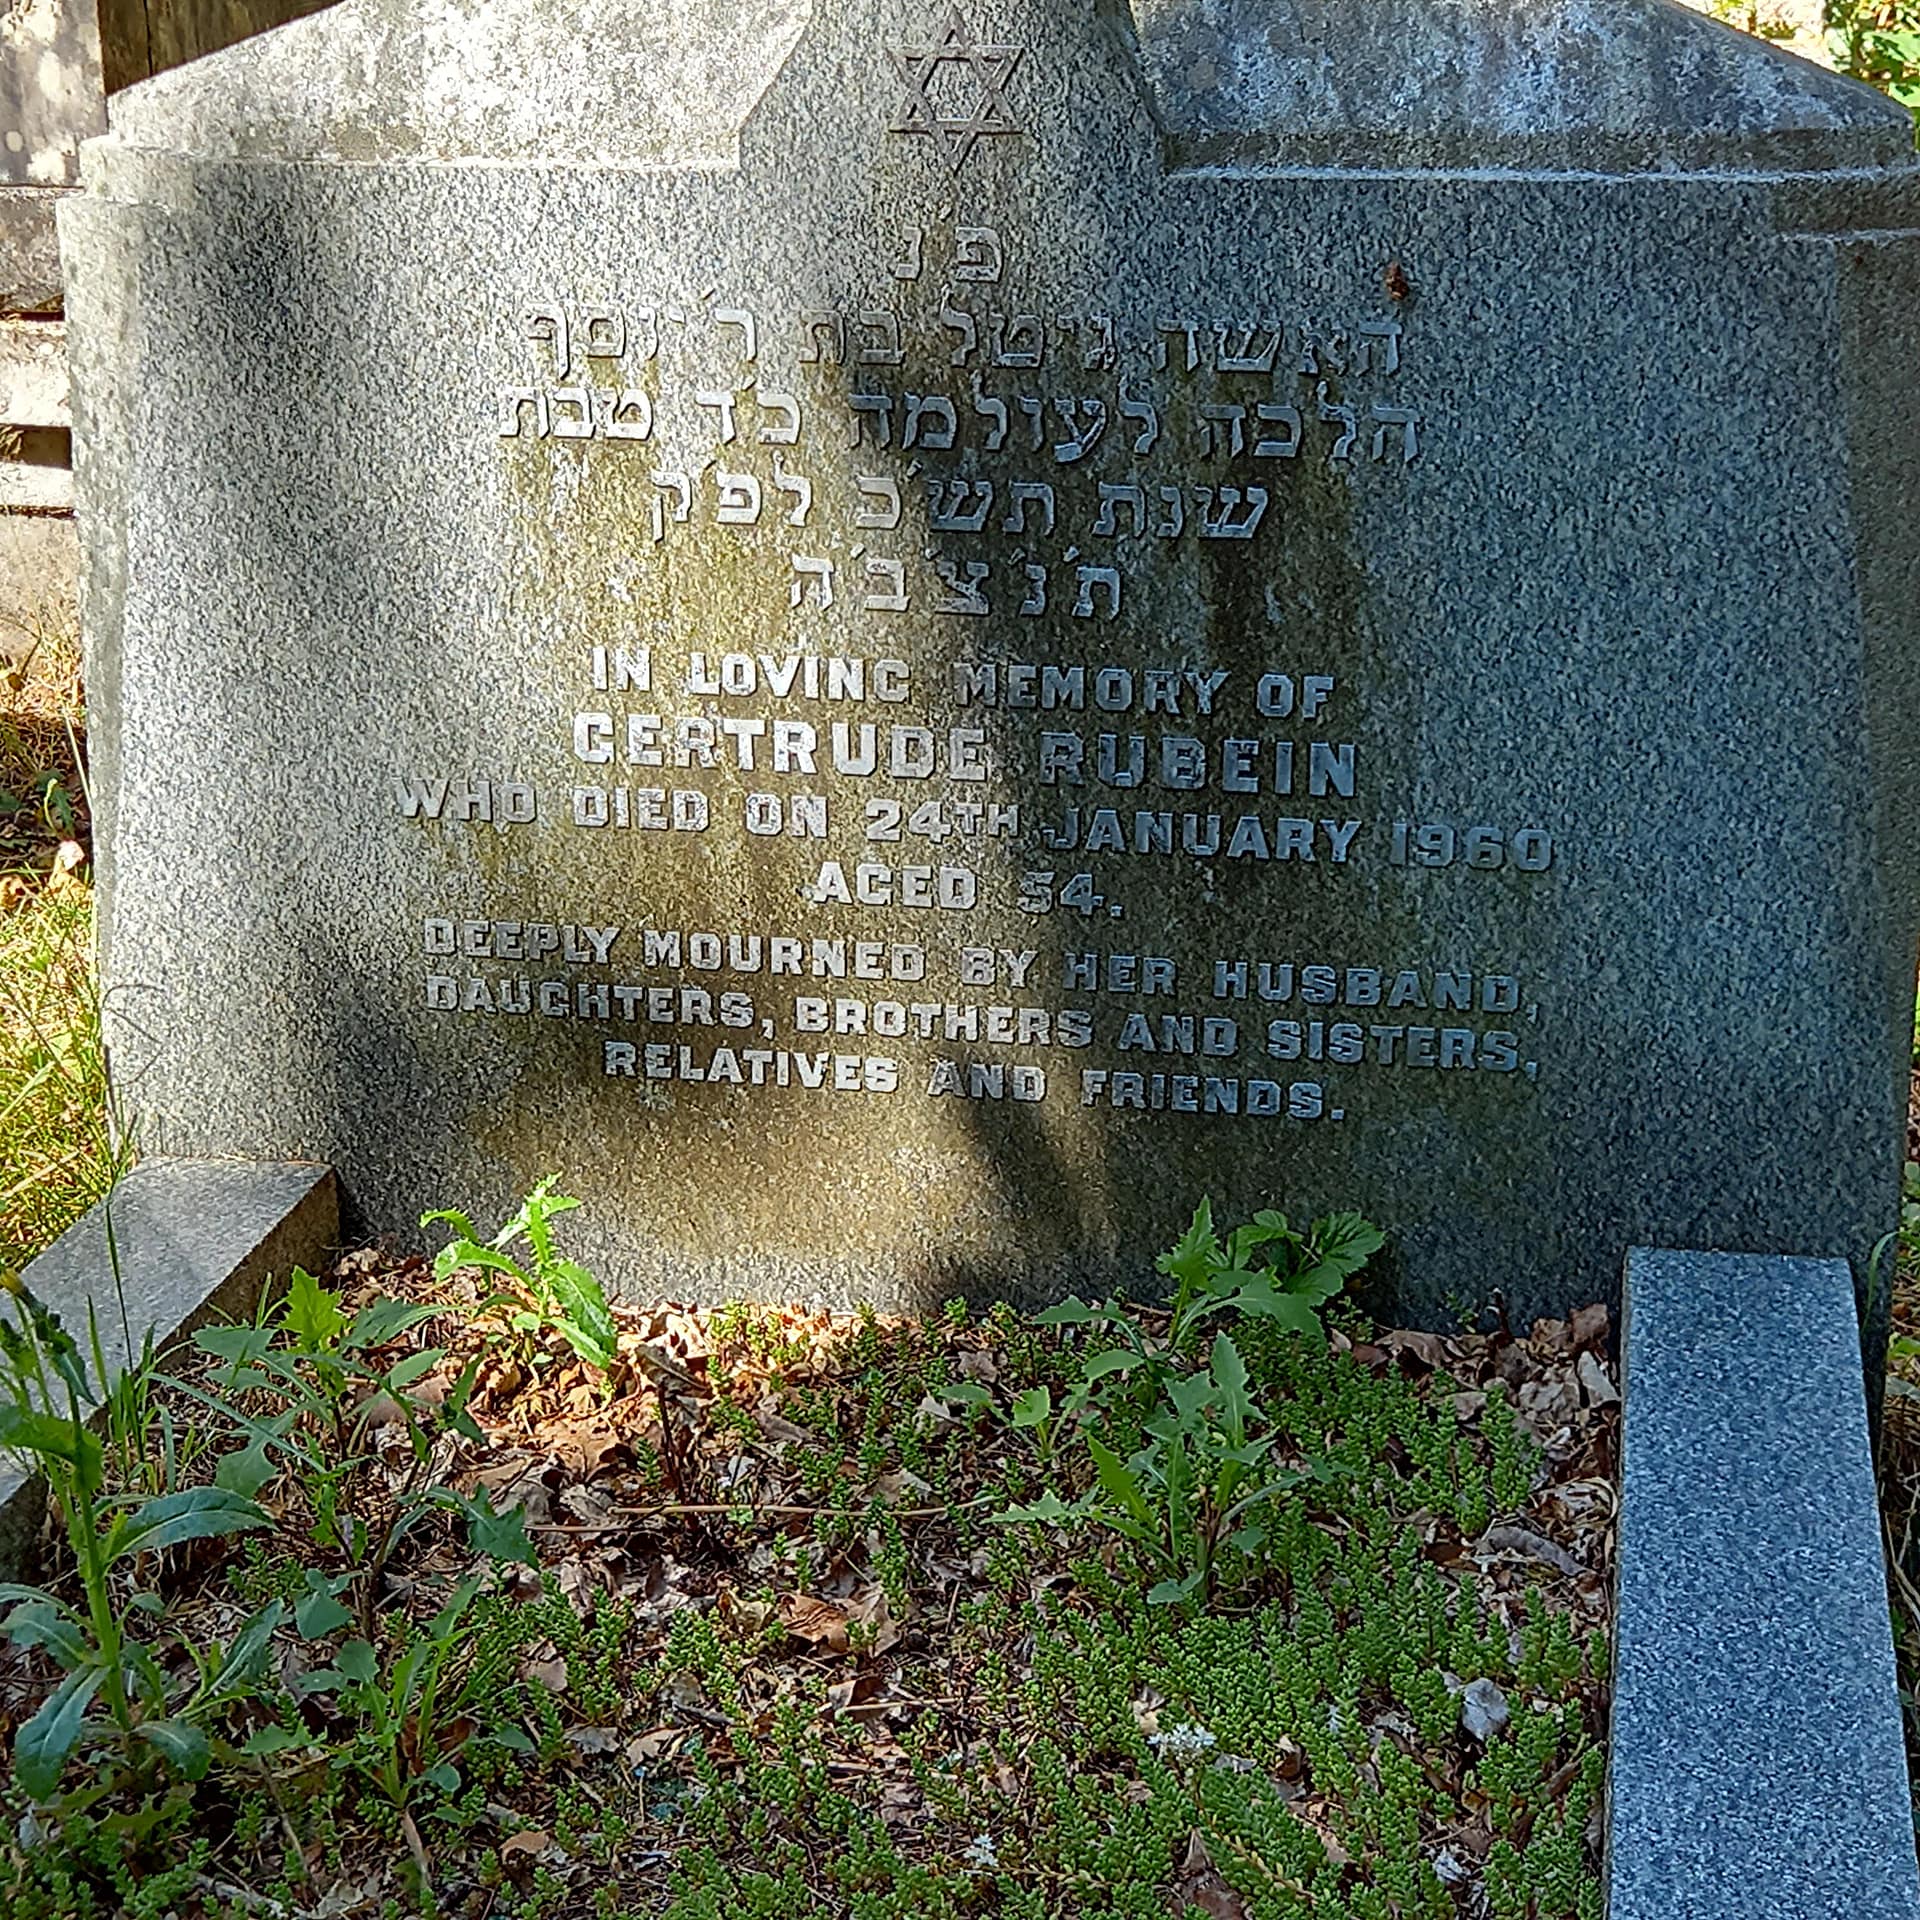 פ נ
האשה גיטל בת ר' יוסף
הלכה לעולמה כ'ד טבת
שנת תש'כ לפ'ק
ת'נ'צ'ב'ה
IN LOVING MEMORY OF
GERTRUDE RUBEIN
WHO DIED ON 24TH JANUARY 1960
AGED 54.
DEEPLY MOURNED BY HER HUSBAND,
DAUGHTERS, BROTHERS AND SISTERS,
RELATIVES AND FRIENDS.